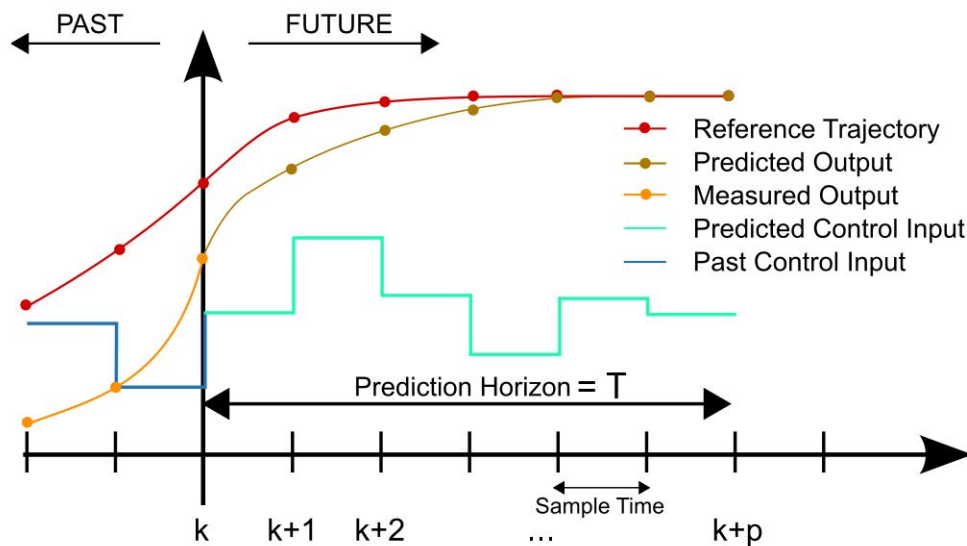 PAST
FUTURE
Reference Trajectory
Predicted Output
Measured Output
Predicted Control Input
Past Control Input
Prediction Horizon = T
Sample Time
k
k+1
k+2
...
k+p